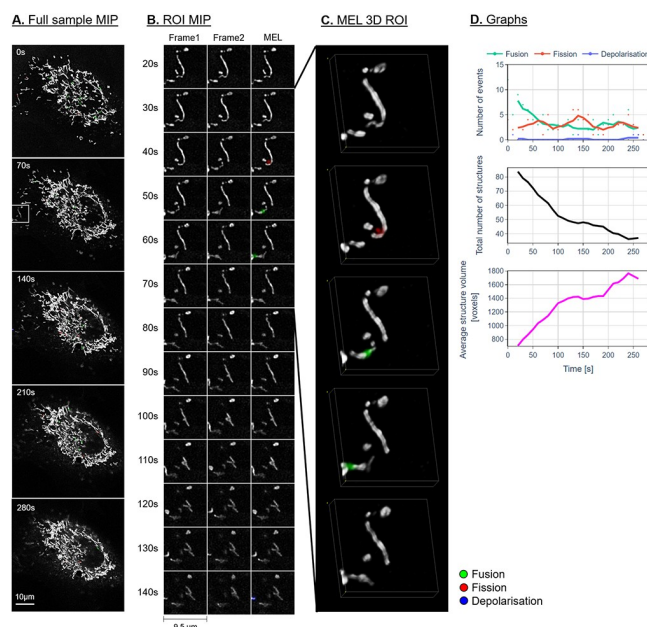 A. Full sample MIP
B. ROI MIP
C. MEL 3D ROI
D. Graphs
Frame1 Frame2 MEL
0s
70s
140s
210s
280s
10µm
20s
30s
40s
50s
60s
70s
80s
90s
100s
110s
120s
130s
140s
9.5 µm
Fusion Fission Depolarisation
Number of events
15
10
5
0
0 50 100 150 200 250
Total number of structures
80
70
60
50
40
0 50 100 150 200 250
Average structure volume
[voxels]
1800
1600
1400
1200
1000
800
0 50 100 150 200 250
Time [s]
Fusion
Fission
Depolarisation